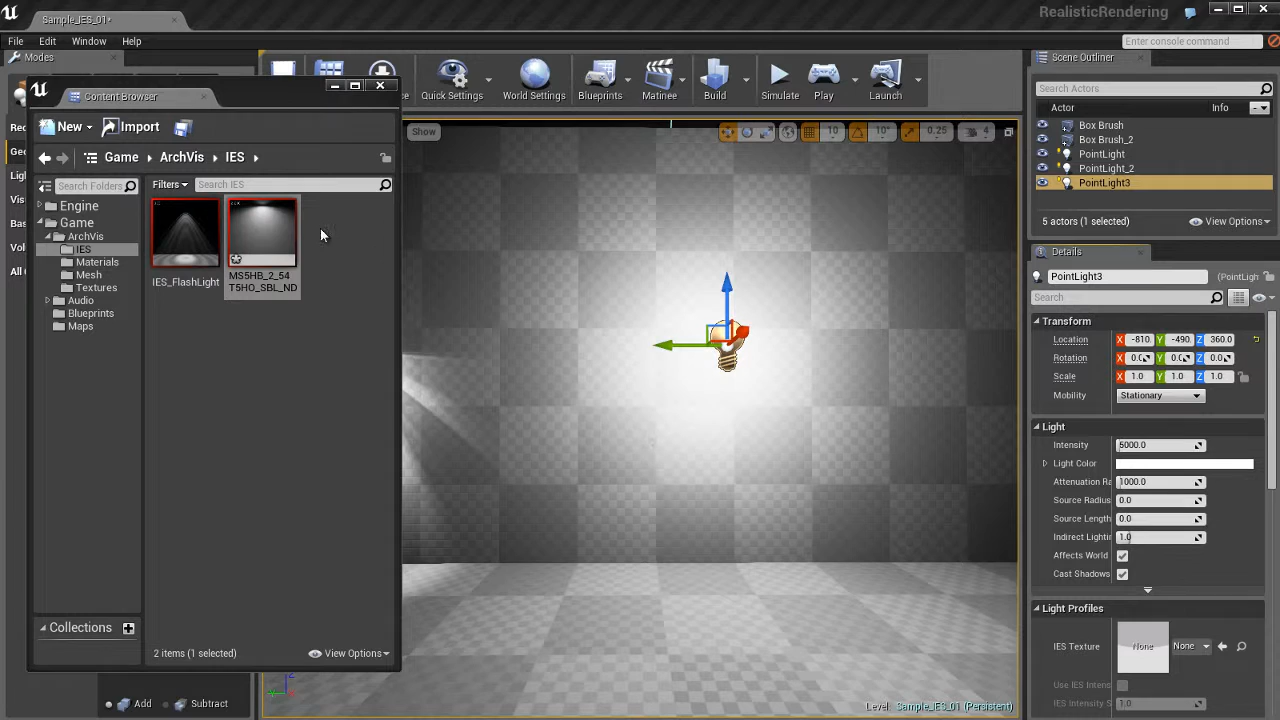 Sample_IES_01*
RealisticRendering
File Edit Window Help
Enter console command
Modes
Content Browser
New Import
Game ArchVis IES
Filters Search IES
Search Folders
Engine
Game
ArchVis
IES
Materials
Mesh
Textures
Audio
Blueprints
Maps
IES_FlashLight
MS5HB_2_54
T5HO_SBL_ND
Collections
2 items (1 selected) View Options
Add Subtract
Quick Settings World Settings Blueprints Matinee Build Simulate Play Launch
Show
10 10° 0.25 4
Level: Sample_IES_01 (Persistent)
Scene Outliner
Search Actors
Actor Info
Box Brush
Box Brush_2
PointLight
PointLight_2
PointLight3
5 actors (1 selected) View Options
Details
PointLight3 (PointLigh
Search
Transform
Location X -810. Y -490. Z 360.0
Rotation X 0.0 Y 0.0 Z 0.0
Scale X 1.0 Y 1.0 Z 1.0
Mobility Stationary
Light
Intensity 5000.0
Light Color
Attenuation Ra 1000.0
Source Radius 0.0
Source Length 0.0
Indirect Lightin 1.0
Affects World
Cast Shadows
Light Profiles
IES Texture None None
Use IES Intens
IES Intensity S 1.0